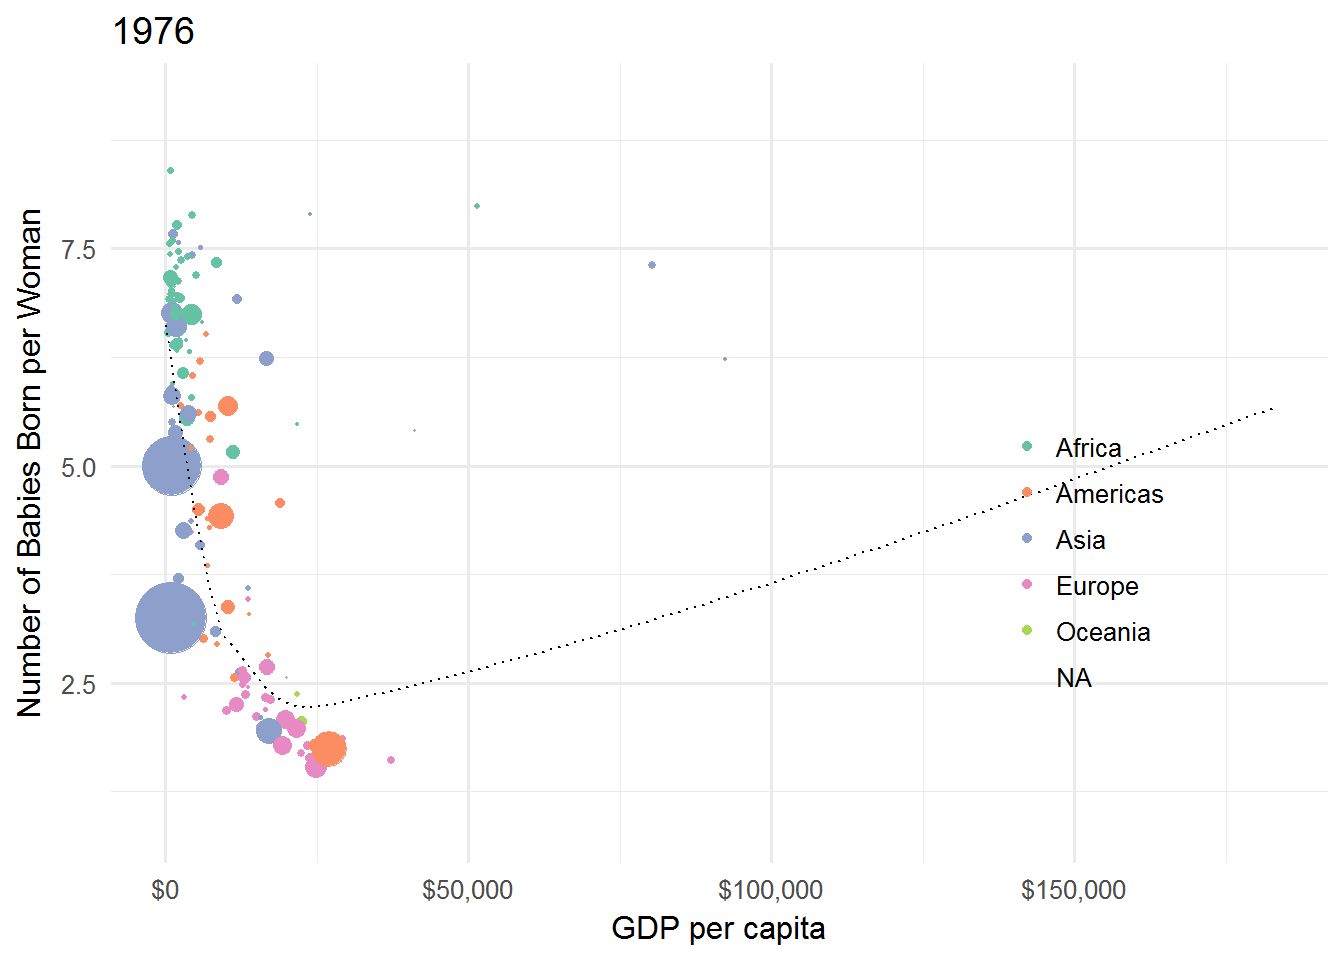 1976
Number of Babies Born per Woman
7.5
5.0
2.5
Africa
Americas
Asia
Europe
Oceania
NA
$0
$50,000
$100,000
$150,000
GDP per capita